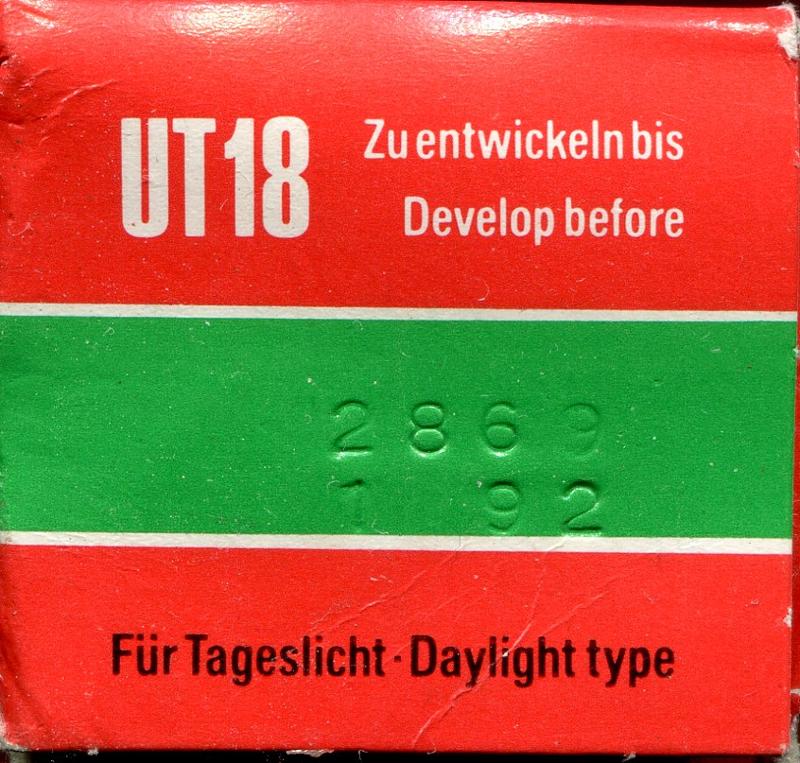 UT18
Zu entwickeln bis
Develop before
2869
1 92
Für Tageslicht · Daylight type